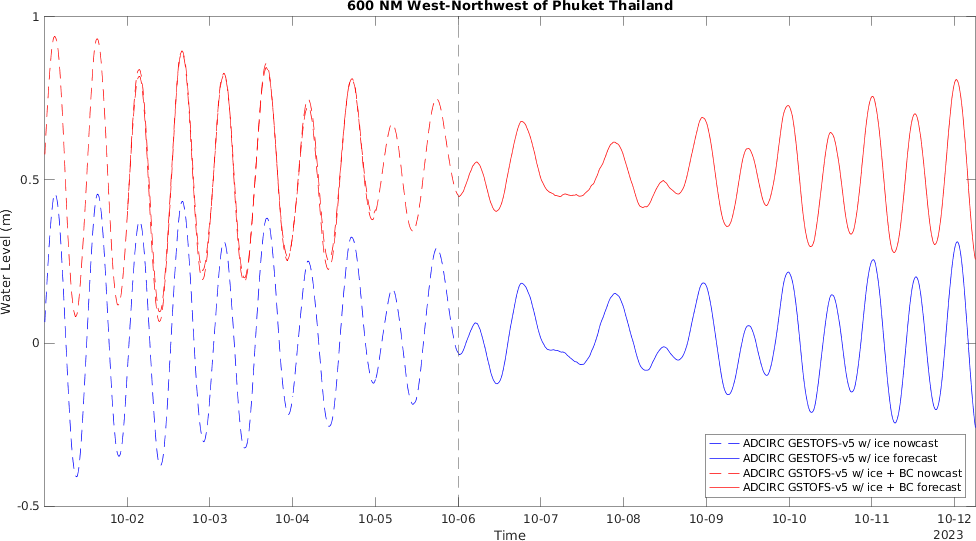 600 NM West-Northwest of Phuket Thailand
1
0.5
0
-0.5
Water Level (m)
10-02 10-03 10-04 10-05 10-06 10-07 10-08 10-09 10-10 10-11 10-12
Time
2023
ADCIRC GESTOFS-v5 w/ ice nowcast
ADCIRC GESTOFS-v5 w/ ice forecast
ADCIRC GSTOFS-v5 w/ ice + BC nowcast
ADCIRC GSTOFS-v5 w/ ice + BC forecast